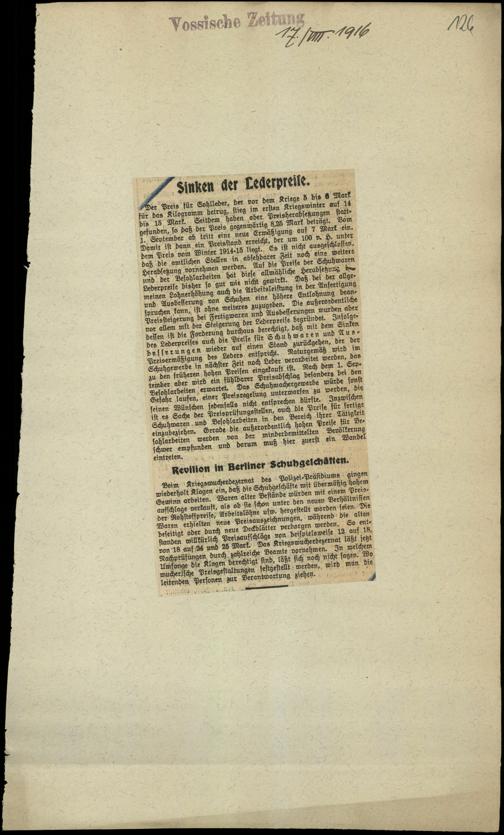 Vossische Zeitung
17./VIII. 1916
126
Sinken der Lederpreise.
Der Preis für Sohlleder, der vor dem Kriege 5 bis 6 Mark
für das Kilogramm betrug, stieg im ersten Kriegswinter auf 14
bis 15 Mark. Seitdem haben aber Preisherabsetzungen statt-
gefunden, so daß der Preis gegenwärtig 8,25 Mark beträgt. Vom
1. September ab tritt eine neue Ermäßigung auf 7 Mark ein.
Damit ist dann ein Preisstand erreicht, der um 100 v. H. unter
dem Preis vom Winter 1914-15 liegt. Es ist nicht ausgeschlossen,
daß die amtlichen Stellen in absehbarer Zeit noch eine weitere
Herabsetzung vornehmen werden. Auf die Preise der Schuhwaren
und der Besohlarbeiten hat diese allmähliche Herabsetzung der
Lederpreise bisher so gut wie nicht gewirkt. Daß bei der allge-
meinen Lohnerhöhung auch die Arbeitsleistung in der Anfertigung
und Ausbesserung von Schuhen eine höhere Entlohnung bean-
spruchen kann, ist ohne weiteres zuzugeben. Die außerordentliche
Preissteigerung bei Fertigwaren und Ausbesserungen wurden aber
vor allem mit der Steigerung der Lederpreise begründet. Infolge-
dessen ist die Forderung durchaus berechtigt, daß mit dem Sinken
des Lederpreises auch die Preise für Schuhwaren und Aus-
besserungen wieder auf einen Stand zurückgehen, der der
Preisermäßigung des Leders entspricht. Naturgemäß wird im
Schuhgewerbe in nächster Zeit noch Leder verarbeitet werden, das
zu den früheren hohen Preisen eingekauft ist. Nach dem 1. Sep-
tember aber wird ein fühlbarer Preisabschlag besonders bei den
Besohlarbeiten erwartet. Das Schuhmachergewerbe würde sonst
Gefahr laufen, einer Preisregelung unterworfen zu werden, die
seinen Wünschen jedenfalls nicht entsprechen dürfte. Inzwischen
ist es Sache der Preisprüfungsstellen, auch die Preise für fertige
Schuhwaren und Besohlarbeiten in den Bereich ihrer Tätigkeit
einzubeziehen. Gerade die außerordentlich hohen Preise für Be-
sohlarbeiten werden von der minderbemittelten Bevölkerung
schwer empfunden und darum muß hier zuerst ein Wandel
eintreten.
Revision in Berliner Schuhgeschäften.
Beim Kriegswucherdezernat des Polizei-Präsidiums gingen
wiederholt Klagen ein, daß die Schuhgeschäfte mit übermäßig hohem
Gewinn arbeiten. Waren alter Bestände würden mit einem Preis-
aufschlage verkauft, als ob sie schon unter den neuen Verhältnissen
der Rohstoffpreise, Arbeitslöhne usw. hergestellt worden seien. Die
Waren erhielten neue Preisauszeichnungen, während die alten
beseitigt oder durch neue Deckblätter verborgen werden. So ent-
standen willkürlich Preisaufschläge von beispielsweise 12 auf 18,
von 18 auf 24 und 25 Mark. Das Kriegswucherdezernat läßt jetzt
Nachprüfungen durch zahlreiche Beamte vornehmen. In welchem
Umfange die Klagen berechtigt sind, läßt sich noch nicht sagen. Wo
wucherische Preisgestaltungen festgestellt werden, wird man die
leitenden Personen zur Verantwortung ziehen.